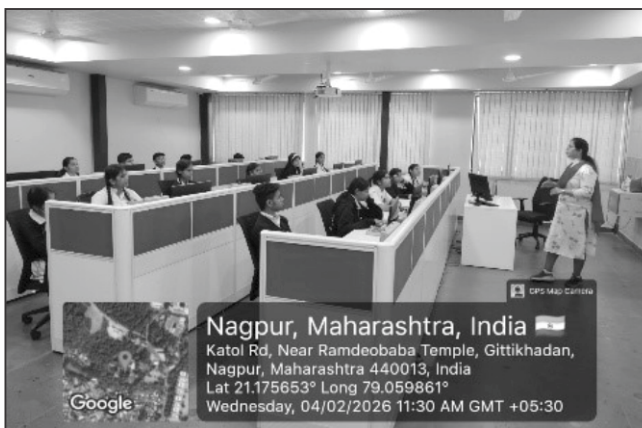 GPS Map Camera
Nagpur, Maharashtra, India
Katol Rd, Near Ramdeobaba Temple, Gittikhadan,
Nagpur, Maharashtra 440013, India
Lat 21.175653° Long 79.059861°
Wednesday, 04/02/2026 11:30 AM GMT +05:30
Google